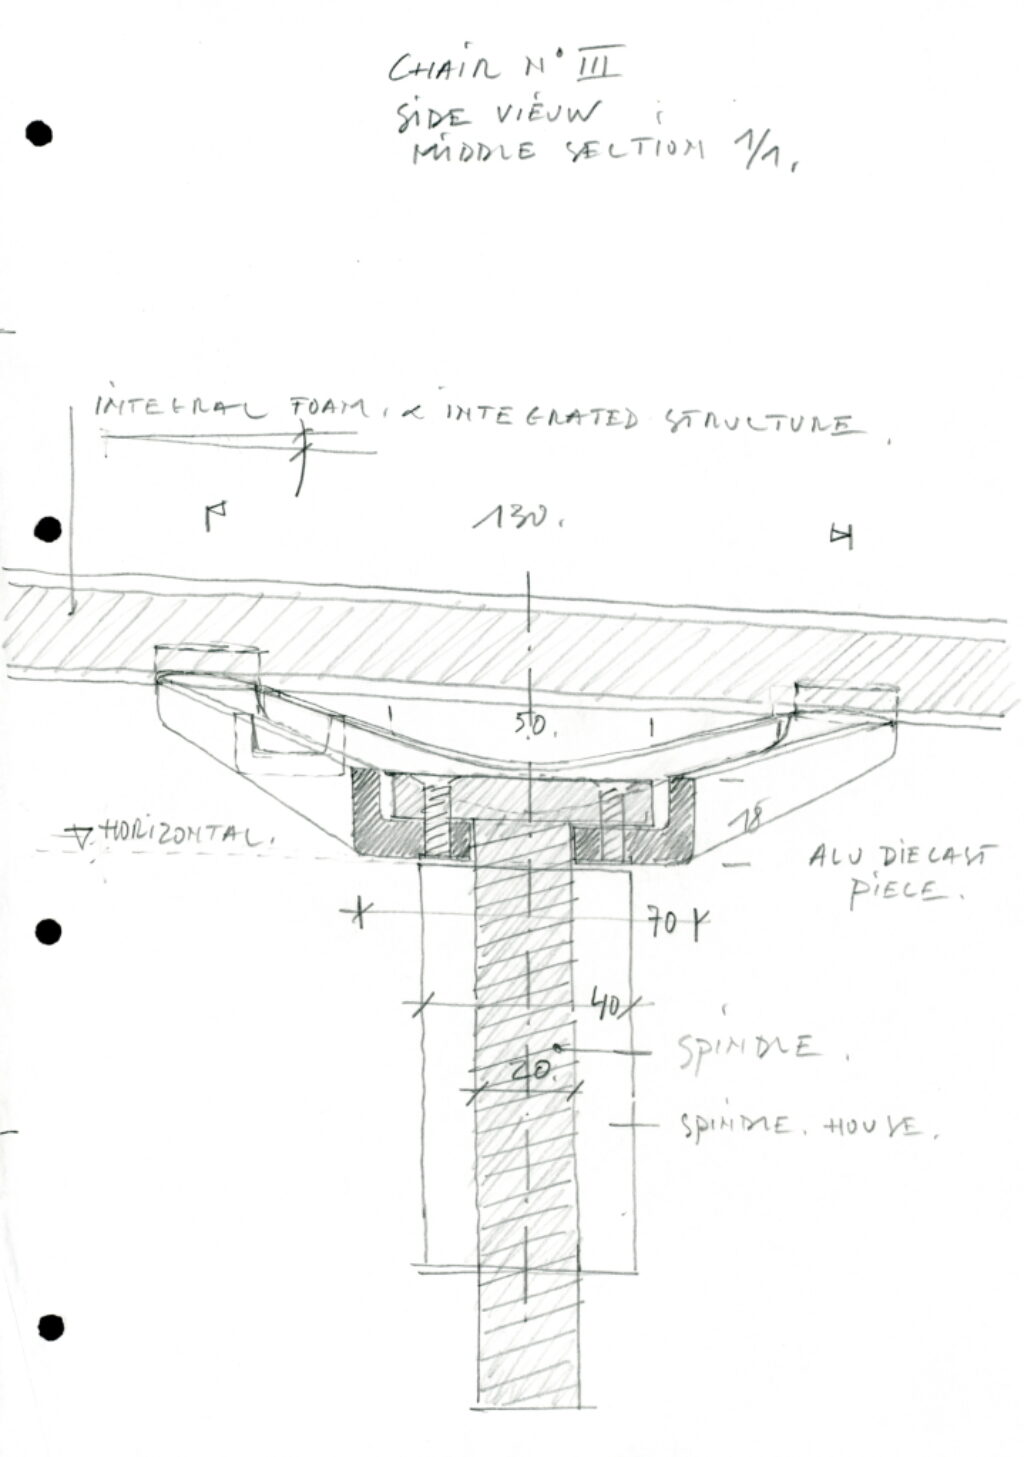 CHAIR N° III
SIDE VIEUW
MIDDLE SECTION 1/1.
INTEGRAL FOAM. & INTEGRATED STRUCTURE.
130.
50.
HORIZONTAL.
18
ALU DIECAST
PIECE.
70
40
SPINDLE.
20.
SPINDLE. HOUSE.